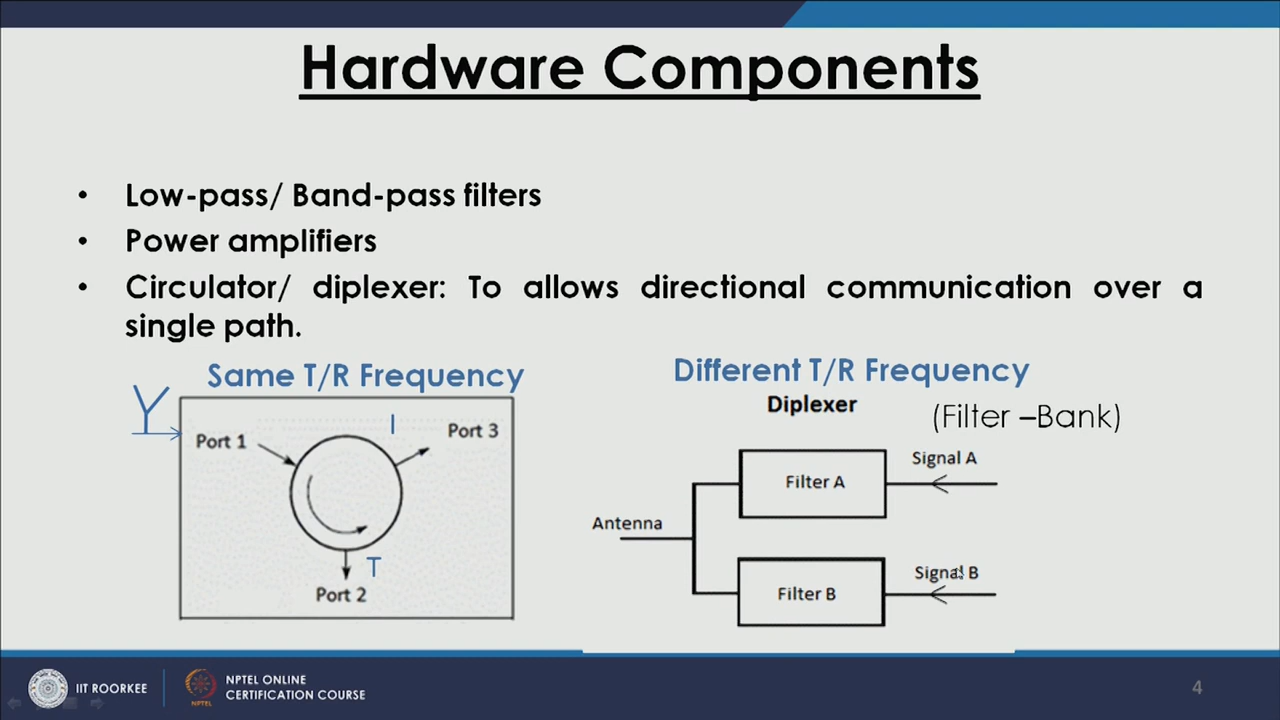 Hardware Components
• Low-pass/ Band-pass filters
• Power amplifiers
• Circulator/ diplexer: To allows directional communication over a
single path.
Same T/R Frequency
Port 1
I
Port 3
T
Port 2
Different T/R Frequency
Diplexer
(Filter –Bank)
Signal A
Filter A
Antenna
Signal B
Filter B
IIT ROORKEE
NPTEL
NPTEL ONLINE
CERTIFICATION COURSE
4